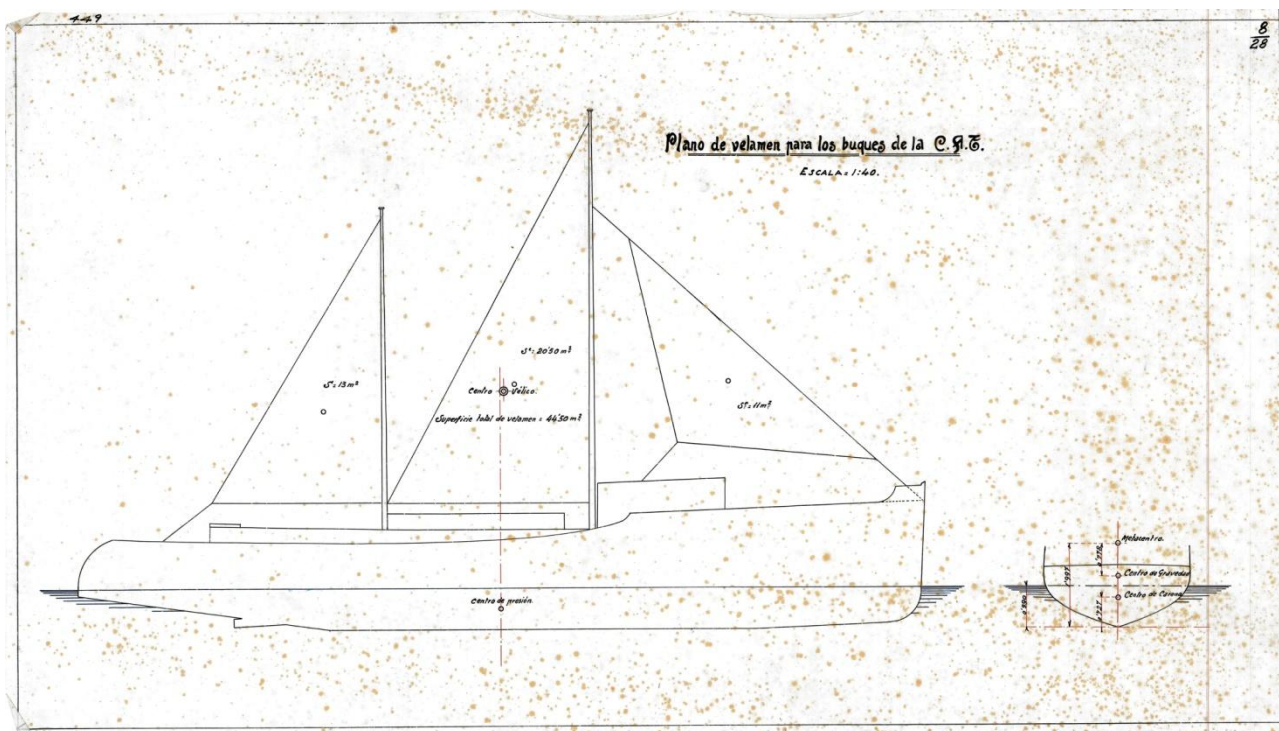 449
8
28
Plano de velamen para los buques de la C.A.T.
ESCALA = 1:40.
S.e = 20'50 m²
S.e = 13 m²
Centro Vélico.
S.e = 11 m²
Superficie total de velamen = 44'50 m²
Metacentro.
Centro de Gravedad
Centro de Carena
Centro de presión